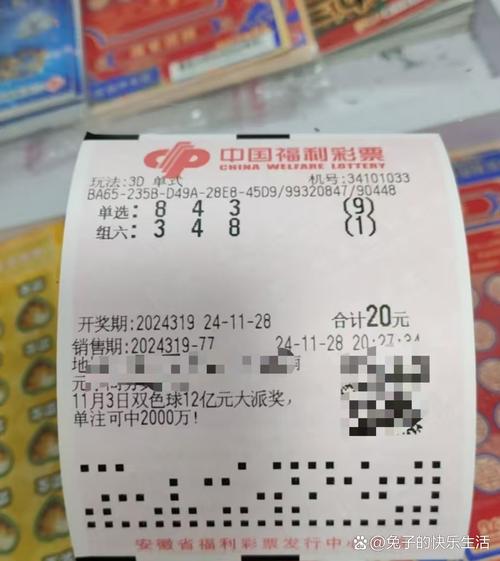 中国福利彩票
CHINA WELFARE LOTTERY
玩法:3D 单式 机号:34101033
BA65-235B-D49A-28E8-45D9/99320847/90448
单选: 8 4 3 (9)
组六: 3 4 8 (1)
开奖期:2024319 24-11-28 合计20元
销售期:2024319-77 24-11-28 20:27:24
地
元
11月3日双色球12亿元大派奖,
单注可中2000万!
安徽省福利彩票发行中心
兔子的快乐生活